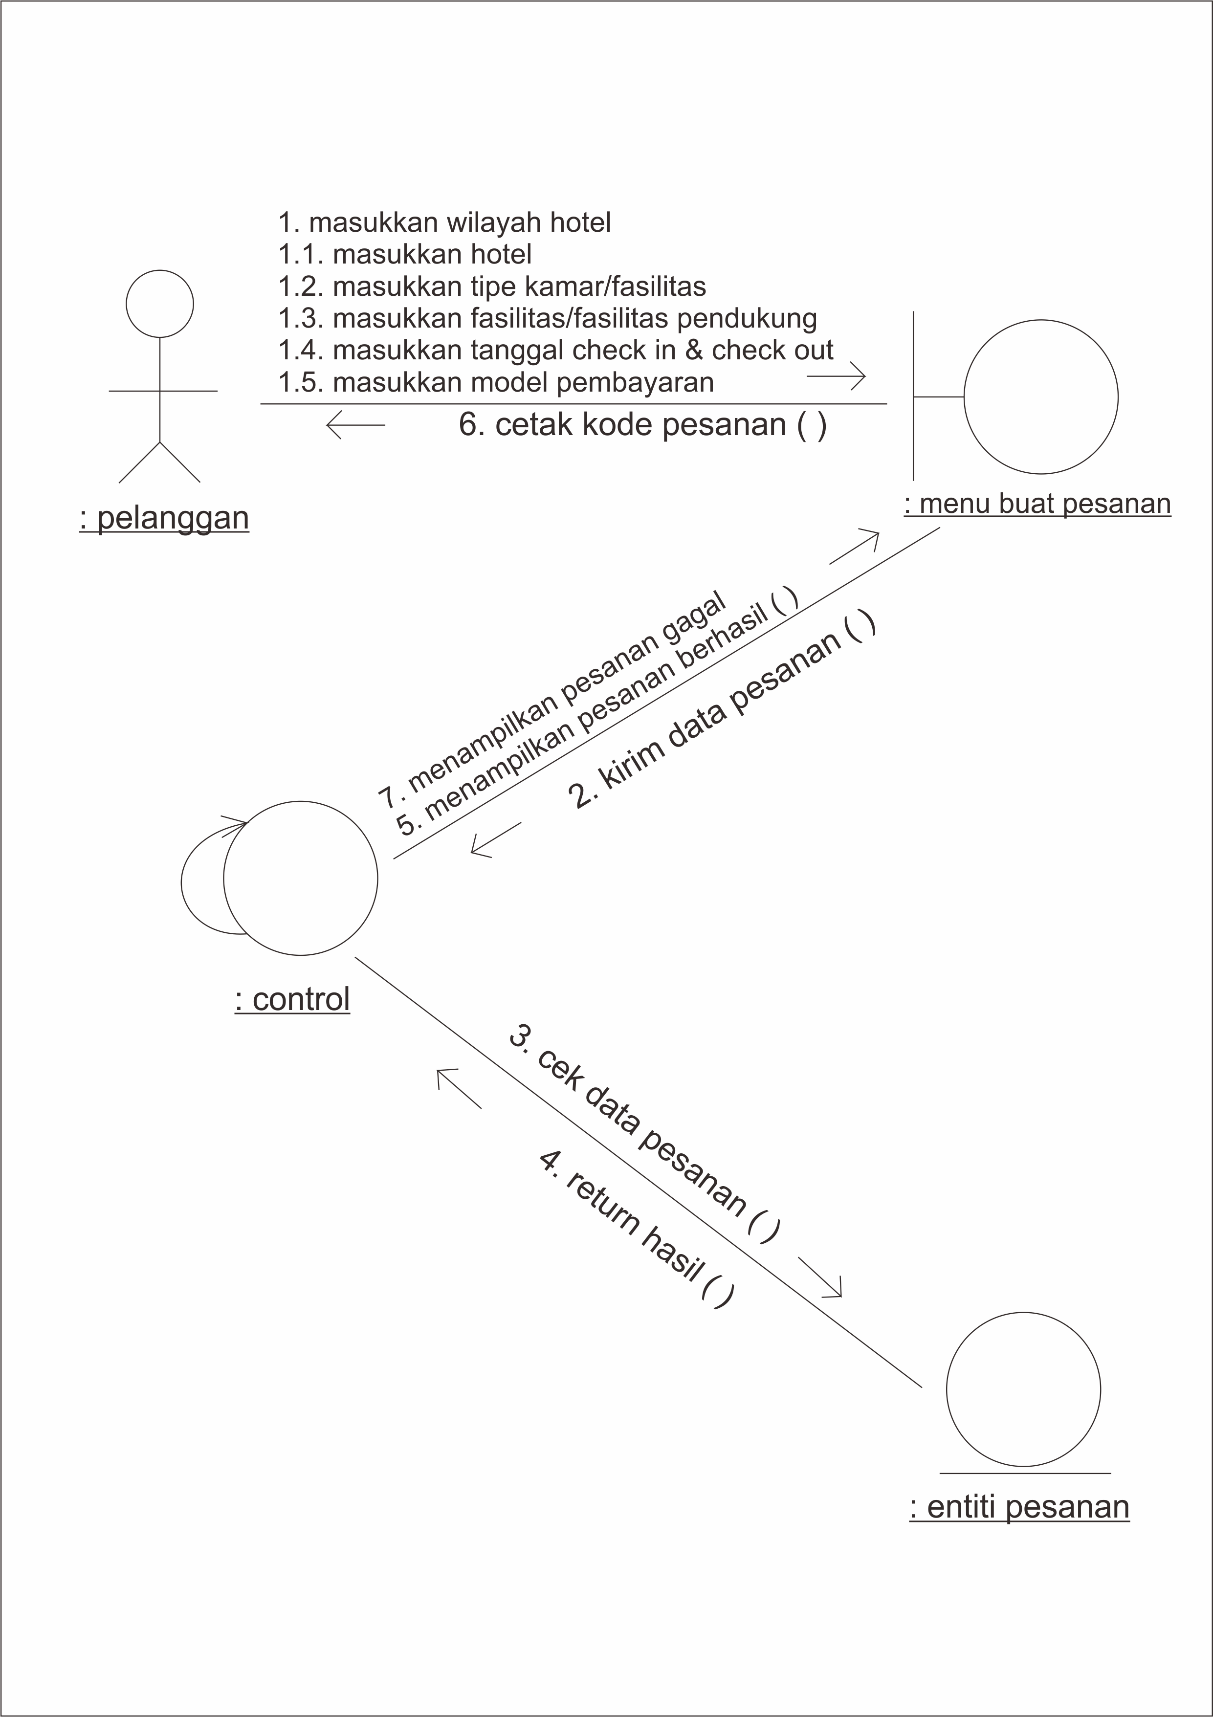 1. masukkan wilayah hotel
1.1. masukkan hotel
1.2. masukkan tipe kamar/fasilitas
1.3. masukkan fasilitas/fasilitas pendukung
1.4. masukkan tanggal check in & check out
1.5. masukkan model pembayaran
6. cetak kode pesanan ( )
: pelanggan
: menu buat pesanan
7. menampilkan pesanan gagal
5. menampilkan pesanan berhasil ( )
2. kirim data pesanan ( )
: control
3. cek data pesanan ( )
4. return hasil ( )
: entiti pesanan